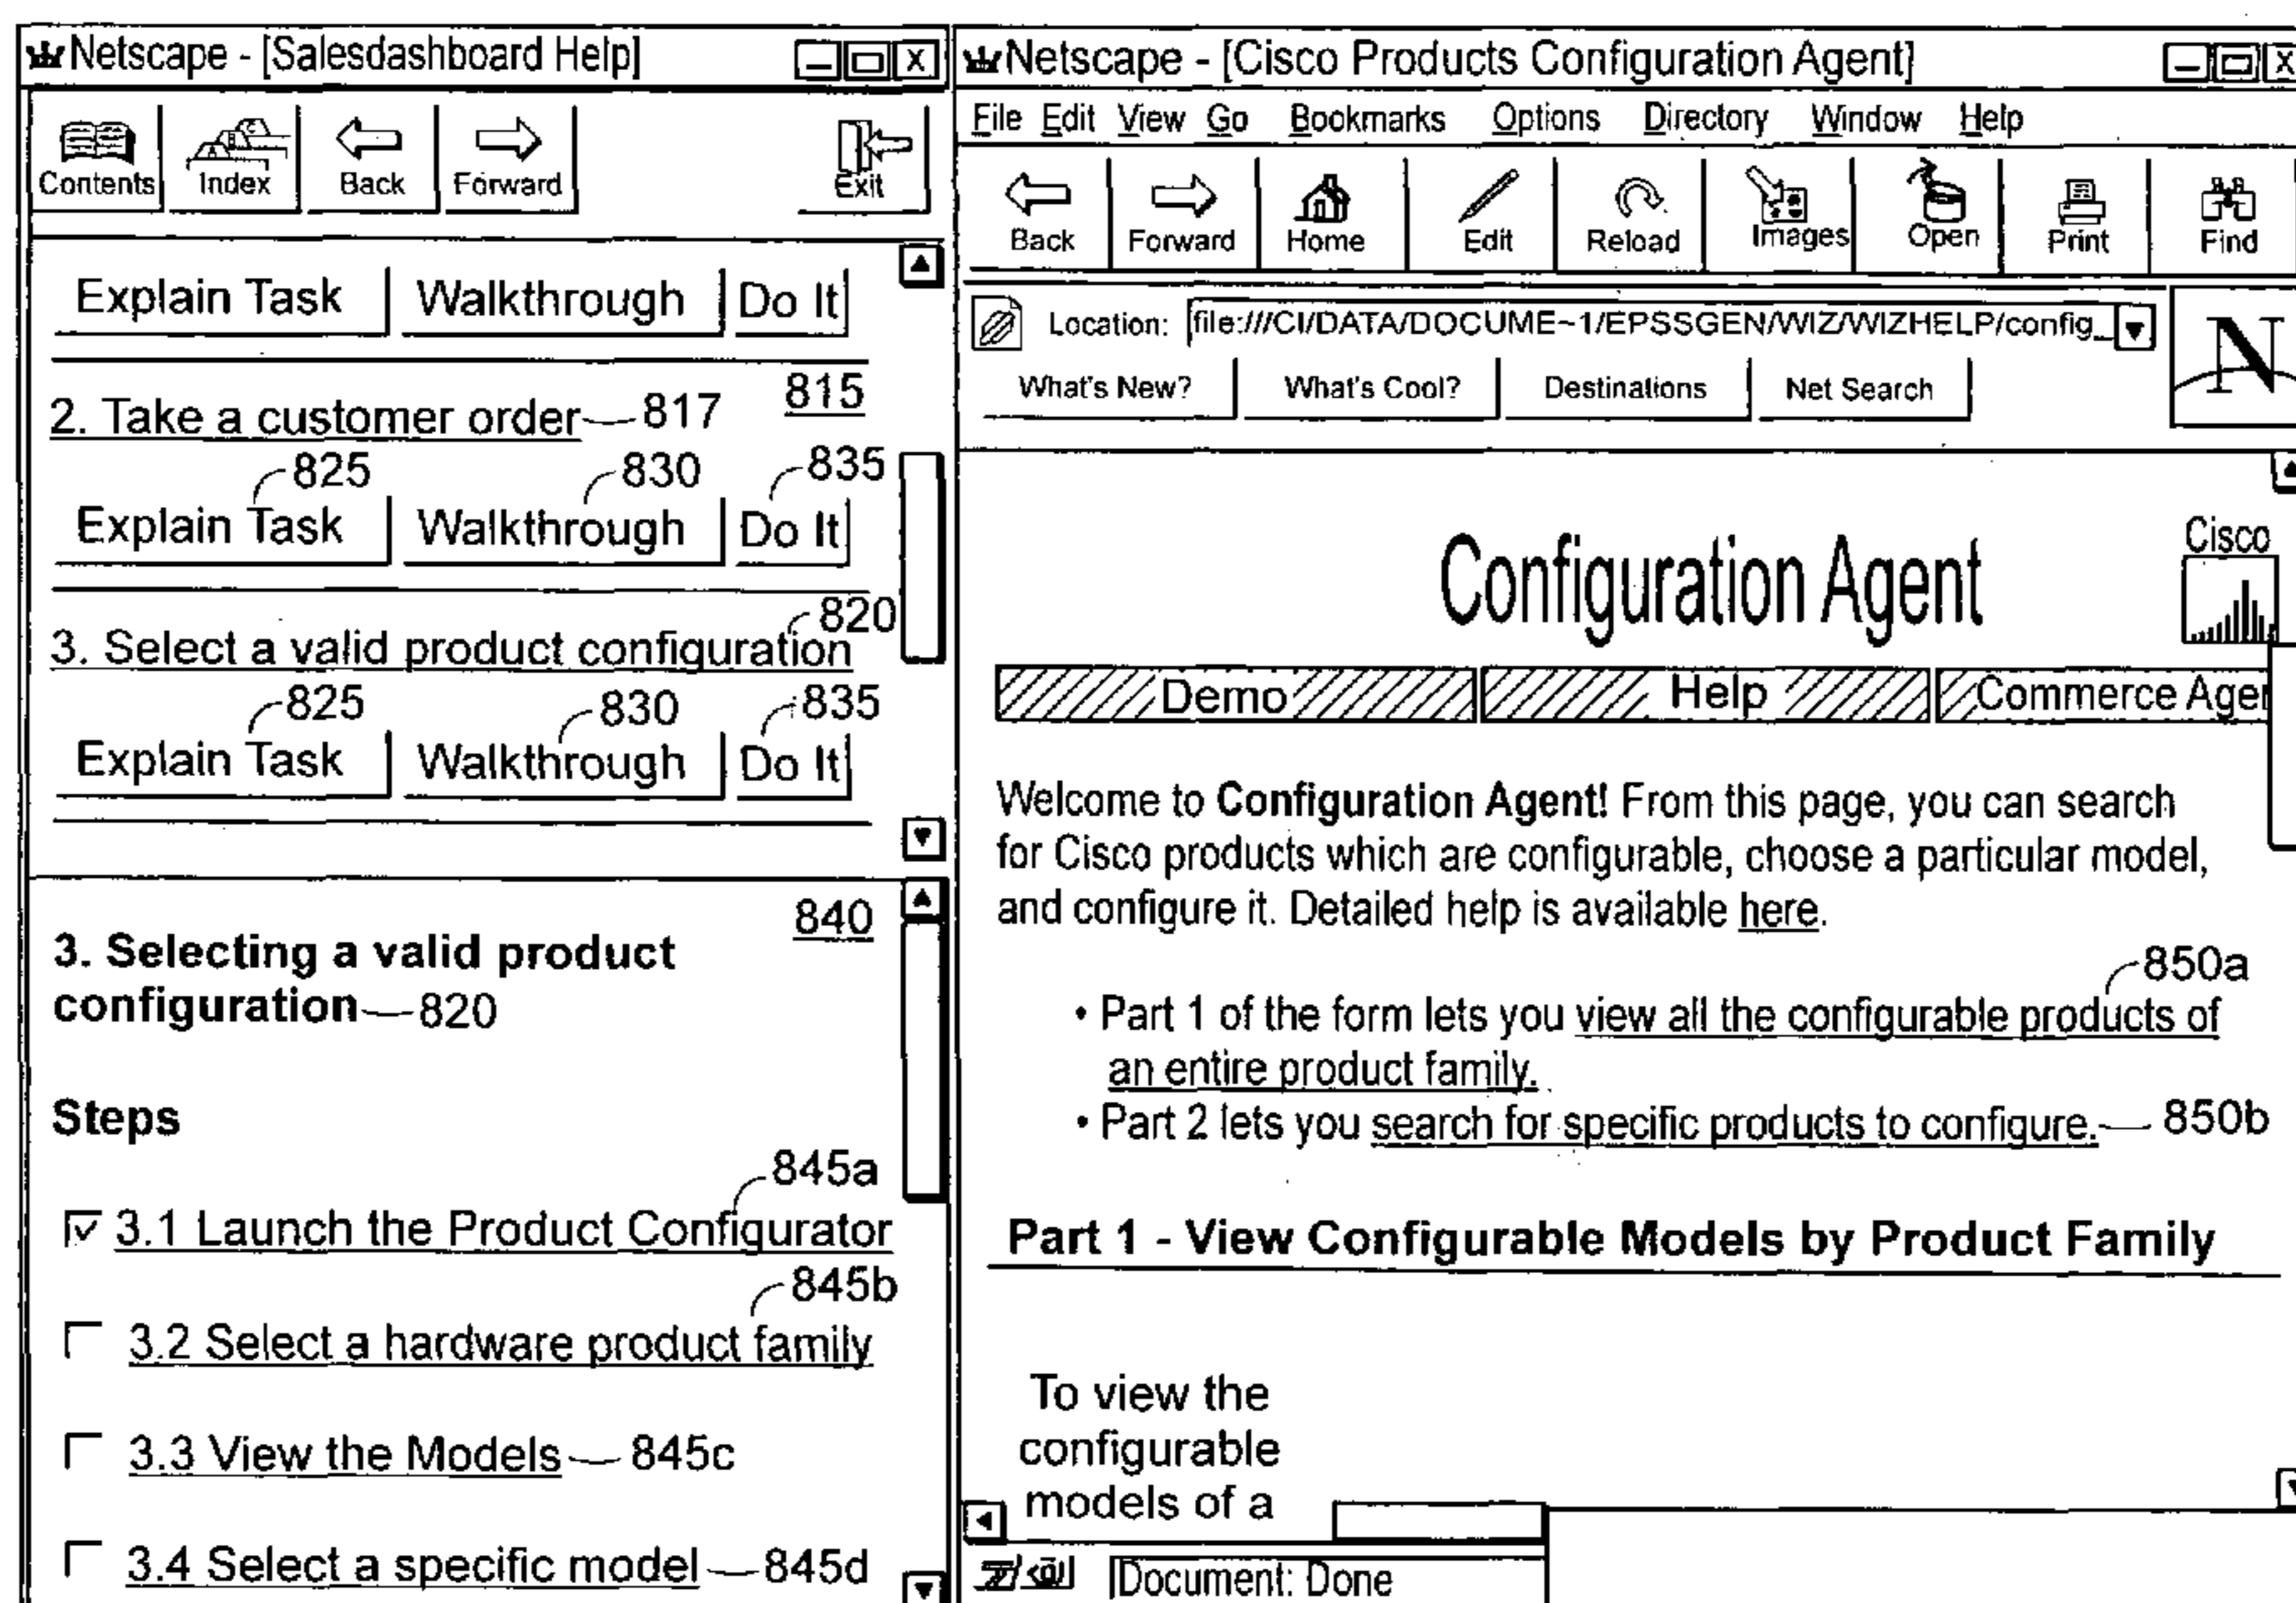 Netscape - [Salesdashboard Help]
Contents Index Back Forward Exit
Explain Task Walkthrough Do It
815
2. Take a customer order 817
825 830 835
Explain Task Walkthrough Do It
820
3. Select a valid product configuration
825 830 835
Explain Task Walkthrough Do It
840
3. Selecting a valid product
configuration 820
Steps
845a
3.1 Launch the Product Configurator
845b
3.2 Select a hardware product family
3.3 View the Models 845c
3.4 Select a specific model 845d
Netscape - [Cisco Products Configuration Agent]
File Edit View Go Bookmarks Options Directory Window Help
Back Forward Home Edit Reload Images Open Print Find
Location: file:///CI/DATA/DOCUME~1/EPSSGEN/WIZ/WIZHELP/config_
N
What's New? What's Cool? Destinations Net Search
Cisco
Configuration Agent
Demo Help Commerce Agen
Welcome to Configuration Agent! From this page, you can search
for Cisco products which are configurable, choose a particular model,
and configure it. Detailed help is available here.
850a
• Part 1 of the form lets you view all the configurable products of
an entire product family.
• Part 2 lets you search for specific products to configure. 850b
Part 1 - View Configurable Models by Product Family
To view the
configurable
models of a
Document: Done